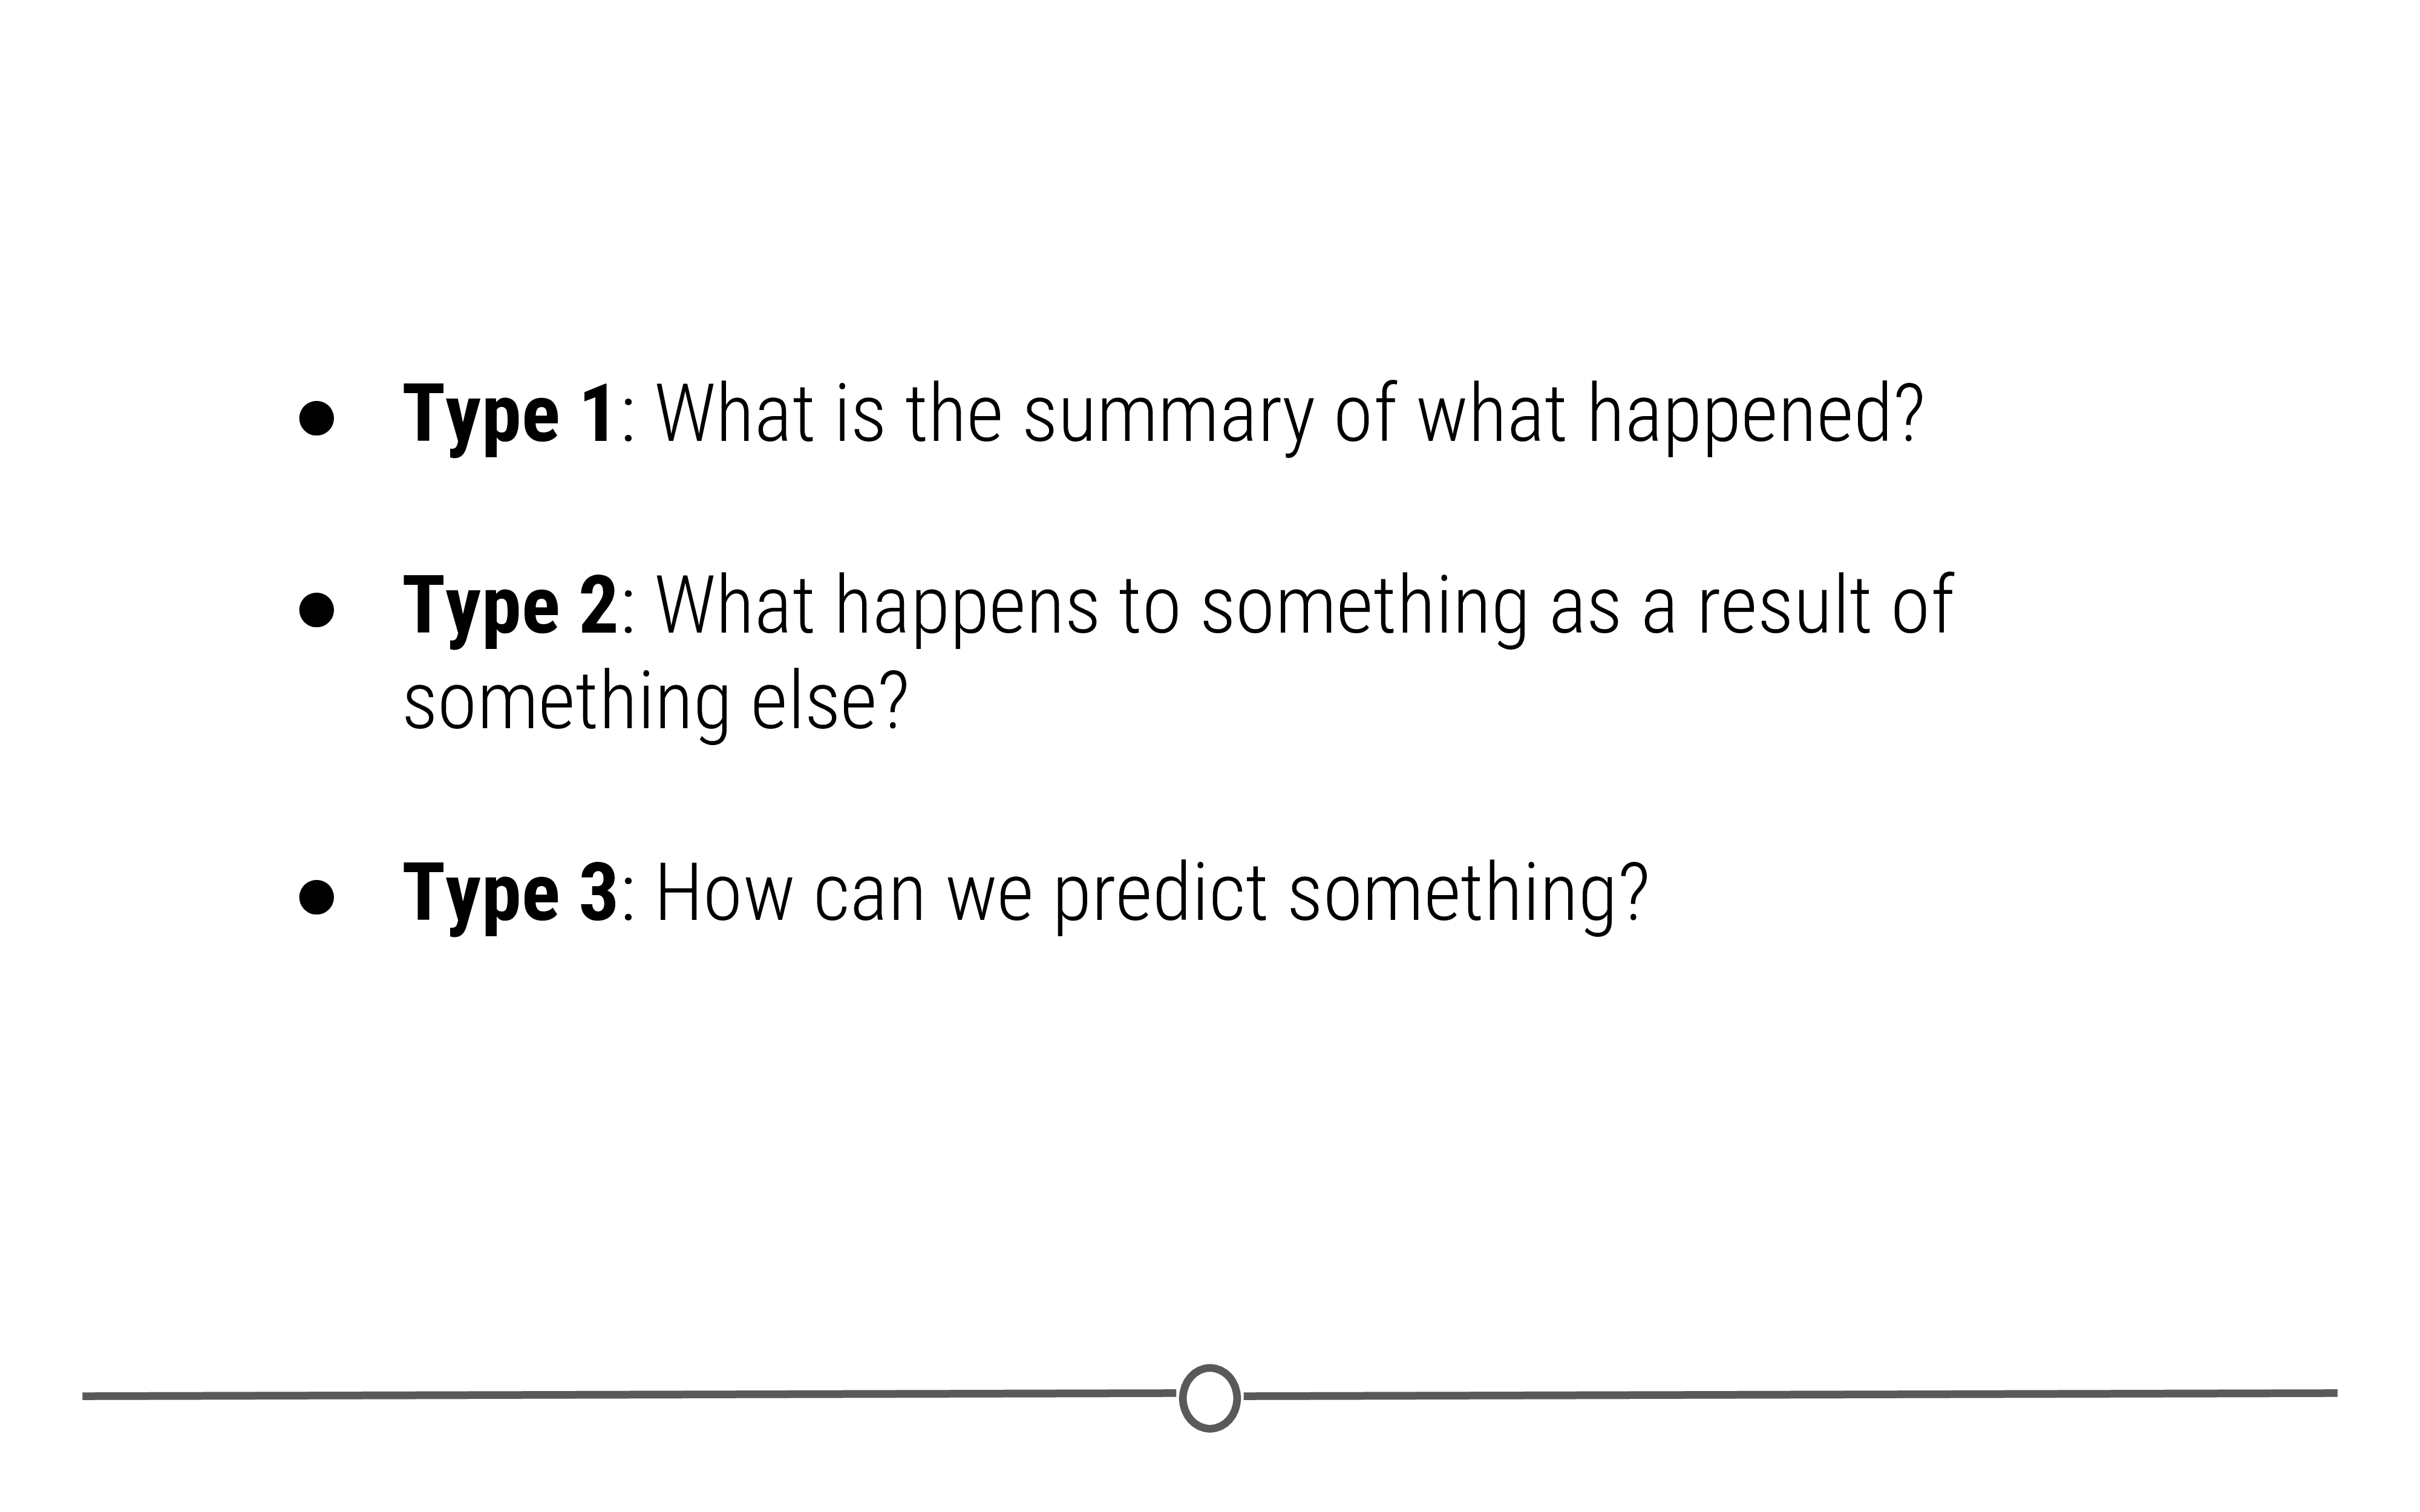 ● Type 1: What is the summary of what happened?
● Type 2: What happens to something as a result of
something else?
● Type 3: How can we predict something?